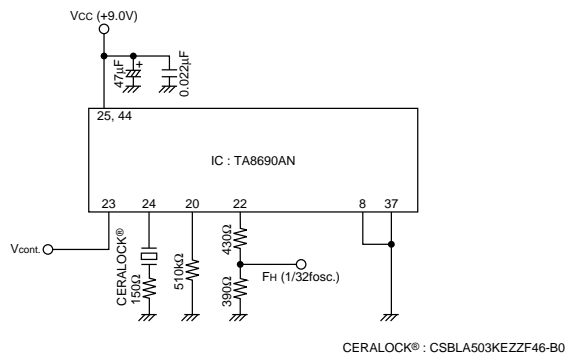 VCC (+9.0V)
47μF
+
0.022μF
25, 44
IC : TA8690AN
23
24
20
22
8
37
Vcont.
CERALOCK®
150Ω
510kΩ
430Ω
390Ω
FH (1/32fosc.)
CERALOCK® : CSBLA503KEZZF46-B0